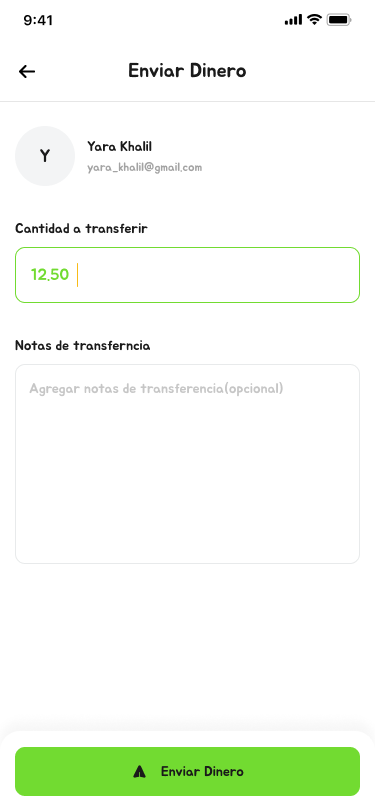 9:41
Enviar Dinero
Y
Yara Khalil
yara_khalil@gmail.com
Cantidad a transferir
12,50
Notas de transferncia
Agregar notas de transferencia(opcional)
Enviar Dinero